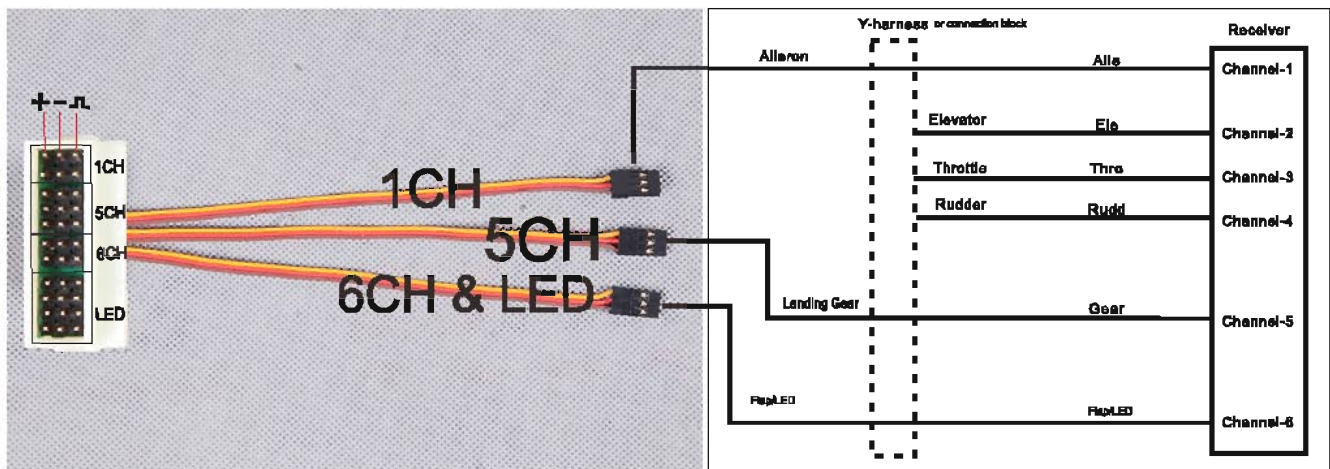 + - 
1CH
5CH
6CH
LED
1CH
5CH
6CH & LED
Y-harness or connection block
Receiver
Aileron
Aile
Channel-1
Elevator
Ele
Channel-2
Throttle
Thro
Channel-3
Rudder
Rudd
Channel-4
Landing Gear
Gear
Channel-5
Flap/LED
Flap/LED
Channel-6